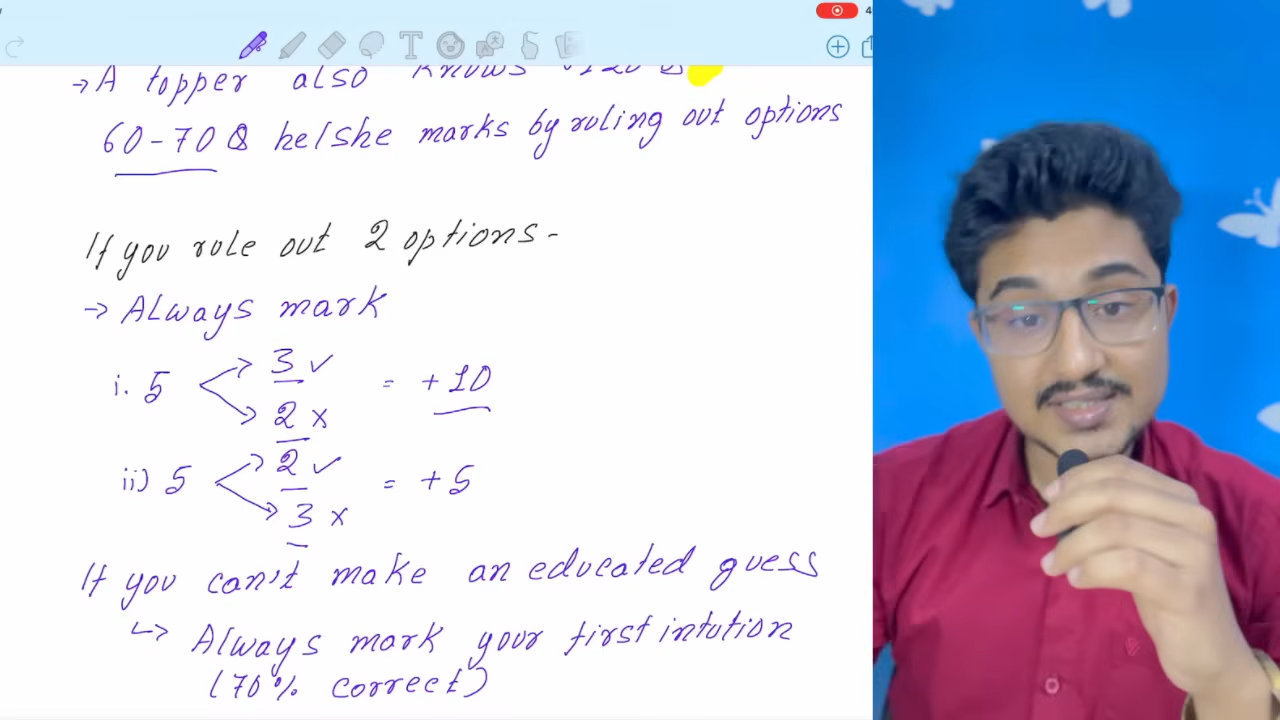 → A topper also knows ~120 Q
60-70 Q he/she marks by ruling out options
If you rule out 2 options-
→ Always mark
i. 5 3 ✓ = +10
2 x
ii) 5 2 ✓ = +5
3 x
If you can't make an educated guess
↳ Always mark your first intution
(70% correct)